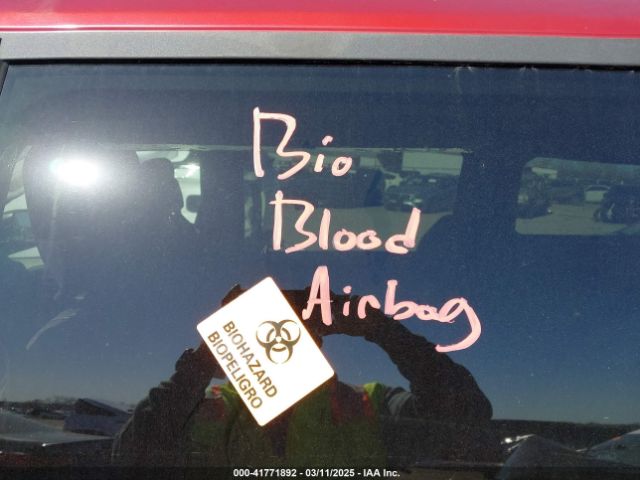 Bio
Blood
Airbag
BIOHAZARD
BIOPELIGRO
000-41771892 - 03/11/2025 - IAA Inc.